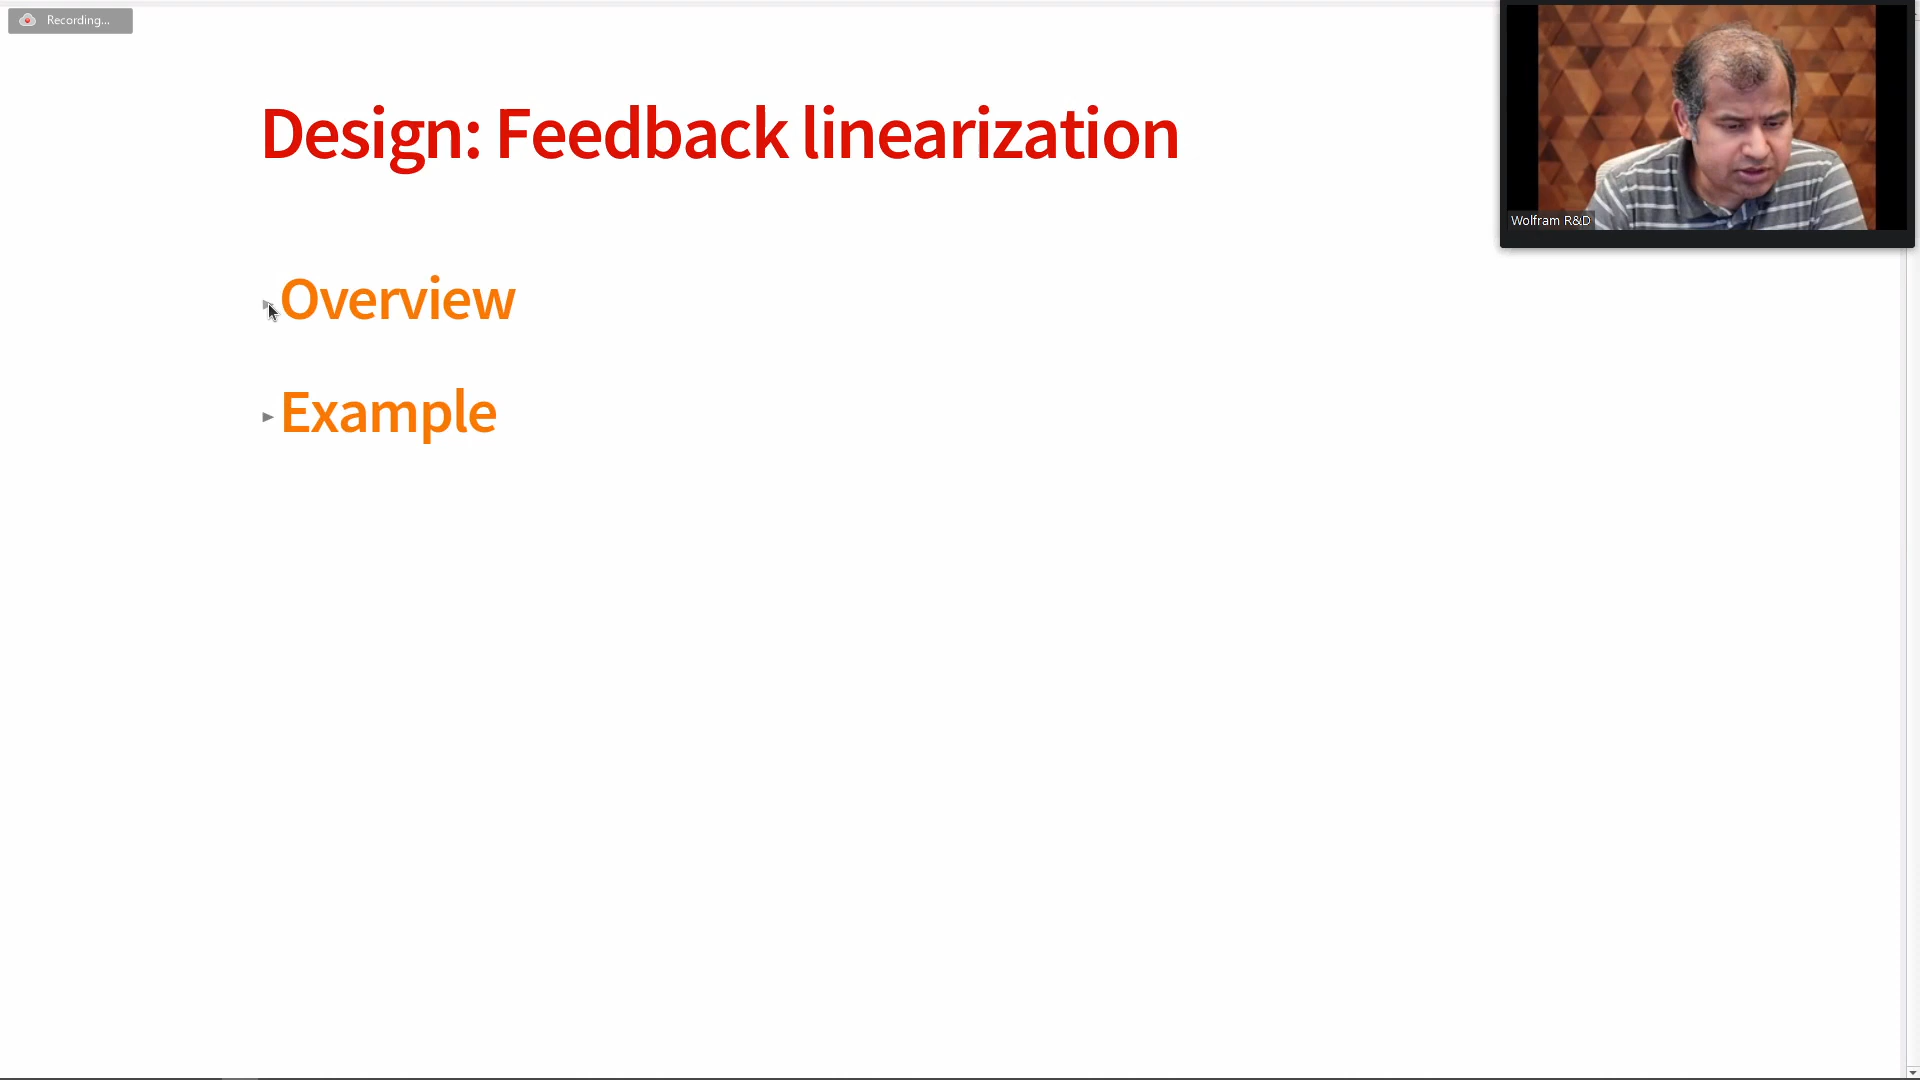 Recording...
Design: Feedback linearization
Wolfram R&D
Overview
Example